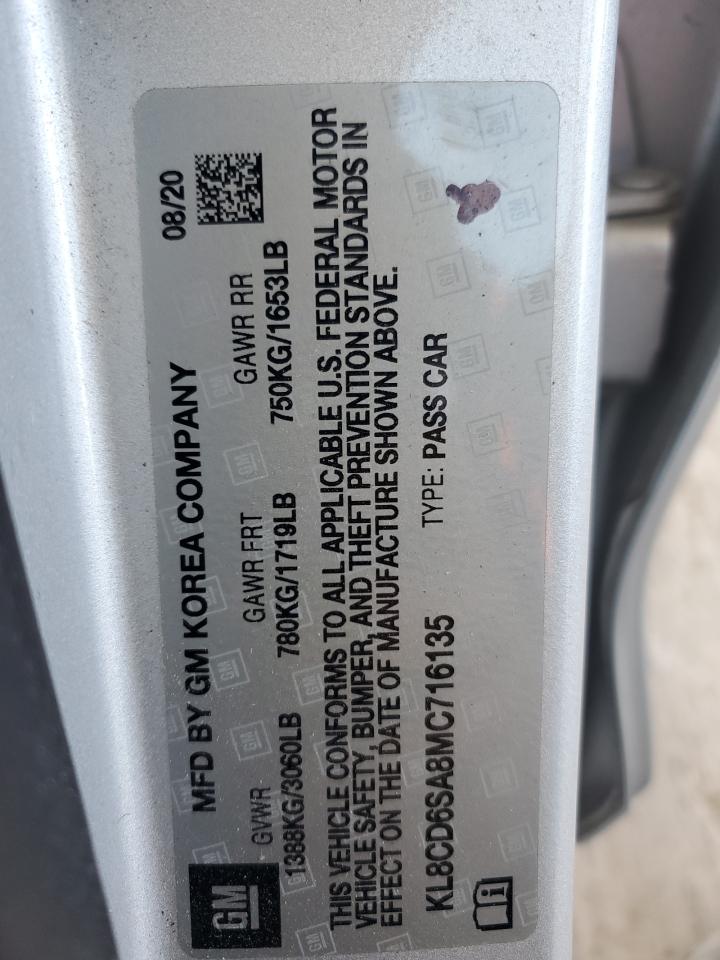 GM
MFD BY GM KOREA COMPANY 08/20
GVWR GAWR FRT GAWR RR
1388KG/3060LB 780KG/1719LB 750KG/1653LB
THIS VEHICLE CONFORMS TO ALL APPLICABLE U.S. FEDERAL MOTOR
VEHICLE SAFETY, BUMPER, AND THEFT PREVENTION STANDARDS IN
EFFECT ON THE DATE OF MANUFACTURE SHOWN ABOVE.
KL8CD6SA8MC716135 TYPE: PASS CAR